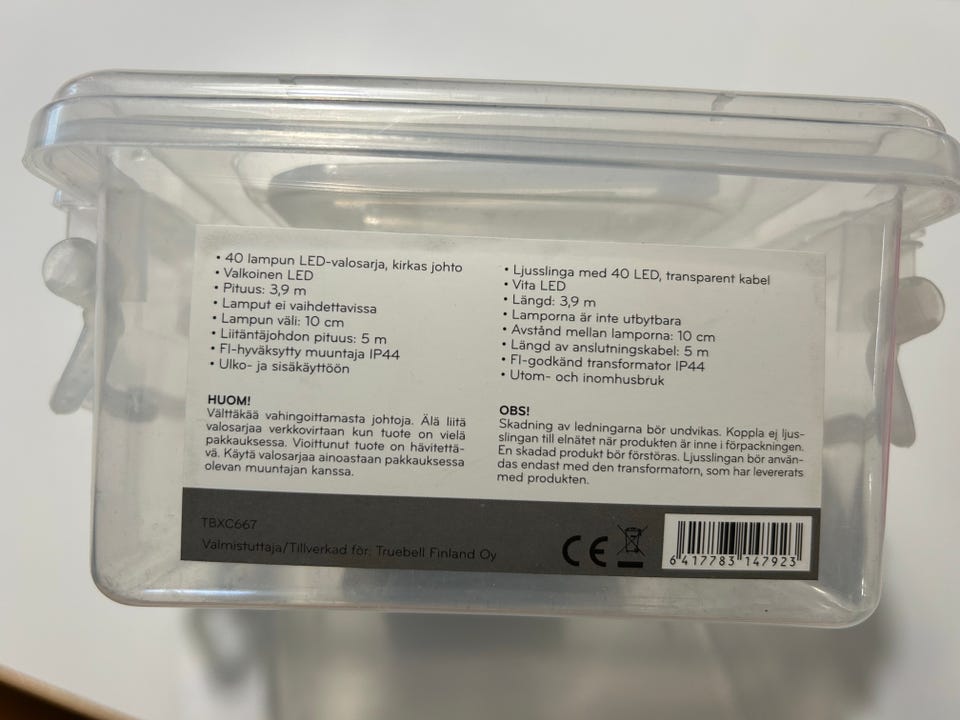 • 40 lampun LED-valosarja, kirkas johto
• Valkoinen LED
• Pituus: 3,9 m
• Lamput ei vaihdettavissa
• Lampun väli: 10 cm
• Liitäntäjohdon pituus: 5 m
• FI-hyväksytty muuntaja IP44
• Ulko- ja sisäkäyttöön
HUOM!
Välttäkää vahingoittamasta johtoja. Älä liitä
valosarjaa verkkovirtaan kun tuote on vielä
pakkauksessa. Vioittunut tuote on hävitettä-
vä. Käytä valosarjaa ainoastaan pakkauksessa
olevan muuntajan kanssa.
• Ljusslinga med 40 LED, transparent kabel
• Vita LED
• Längd: 3,9 m
• Lamporna är inte utbytbara
• Avstånd mellan lamporna: 10 cm
• Längd av anslutningskabel: 5 m
• FI-godkänd transformator IP44
• Utom- och inomhusbruk
OBS!
Skadning av ledningarna bör undvikas. Koppla ej ljus-
slingan till elnätet när produkten är inne i förpackningen.
En skadad produkt bör förstöras. Ljusslingan bör använ-
das endast med den transformatorn, som har levererats
med produkten.
TBXC667
Valmistuttaja/Tillverkad för: Truebell Finland Oy
CE
6 417783 147923